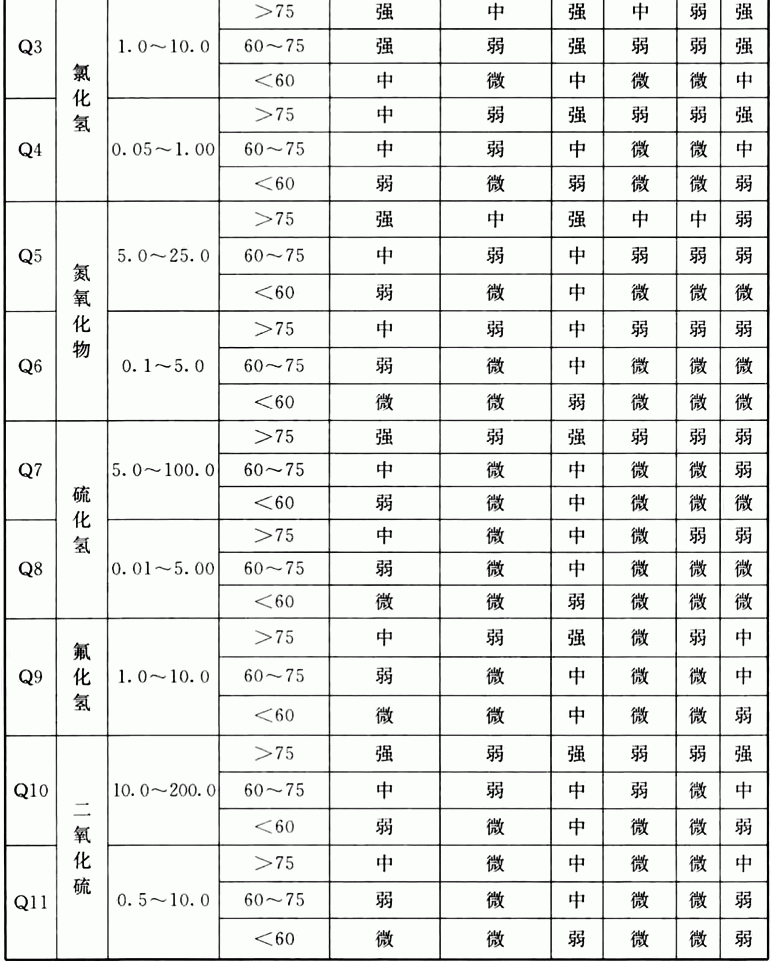 >75 强 中 强 中 弱 强
Q3 氯化氢 1.0~10.0 60~75 强 弱 强 弱 弱 强
<60 中 微 中 微 微 中
>75 中 弱 强 弱 弱 强
Q4 0.05~1.00 60~75 中 弱 中 微 微 中
<60 弱 微 弱 微 微 弱
>75 强 中 强 中 中 弱
Q5 氮氧化物 5.0~25.0 60~75 中 弱 中 弱 弱 弱
<60 弱 微 中 微 微 微
>75 中 弱 中 弱 弱 弱
Q6 0.1~5.0 60~75 弱 微 中 微 微 微
<60 微 微 弱 微 微 微
>75 强 弱 强 弱 弱 弱
Q7 硫化氢 5.0~100.0 60~75 中 微 中 微 微 弱
<60 弱 微 中 微 微 微
>75 中 微 中 微 弱 弱
Q8 0.01~5.00 60~75 弱 微 中 微 微 微
<60 微 微 弱 微 微 微
>75 中 弱 强 微 弱 中
Q9 氟化氢 1.0~10.0 60~75 弱 微 中 微 微 中
<60 微 微 中 微 微 弱
>75 强 弱 强 弱 弱 强
Q10 二氧化硫 10.0~200.0 60~75 中 弱 中 弱 微 中
<60 弱 微 中 微 微 弱
>75 中 微 中 微 微 中
Q11 0.5~10.0 60~75 弱 微 中 微 微 弱
<60 微 微 弱 微 微 弱